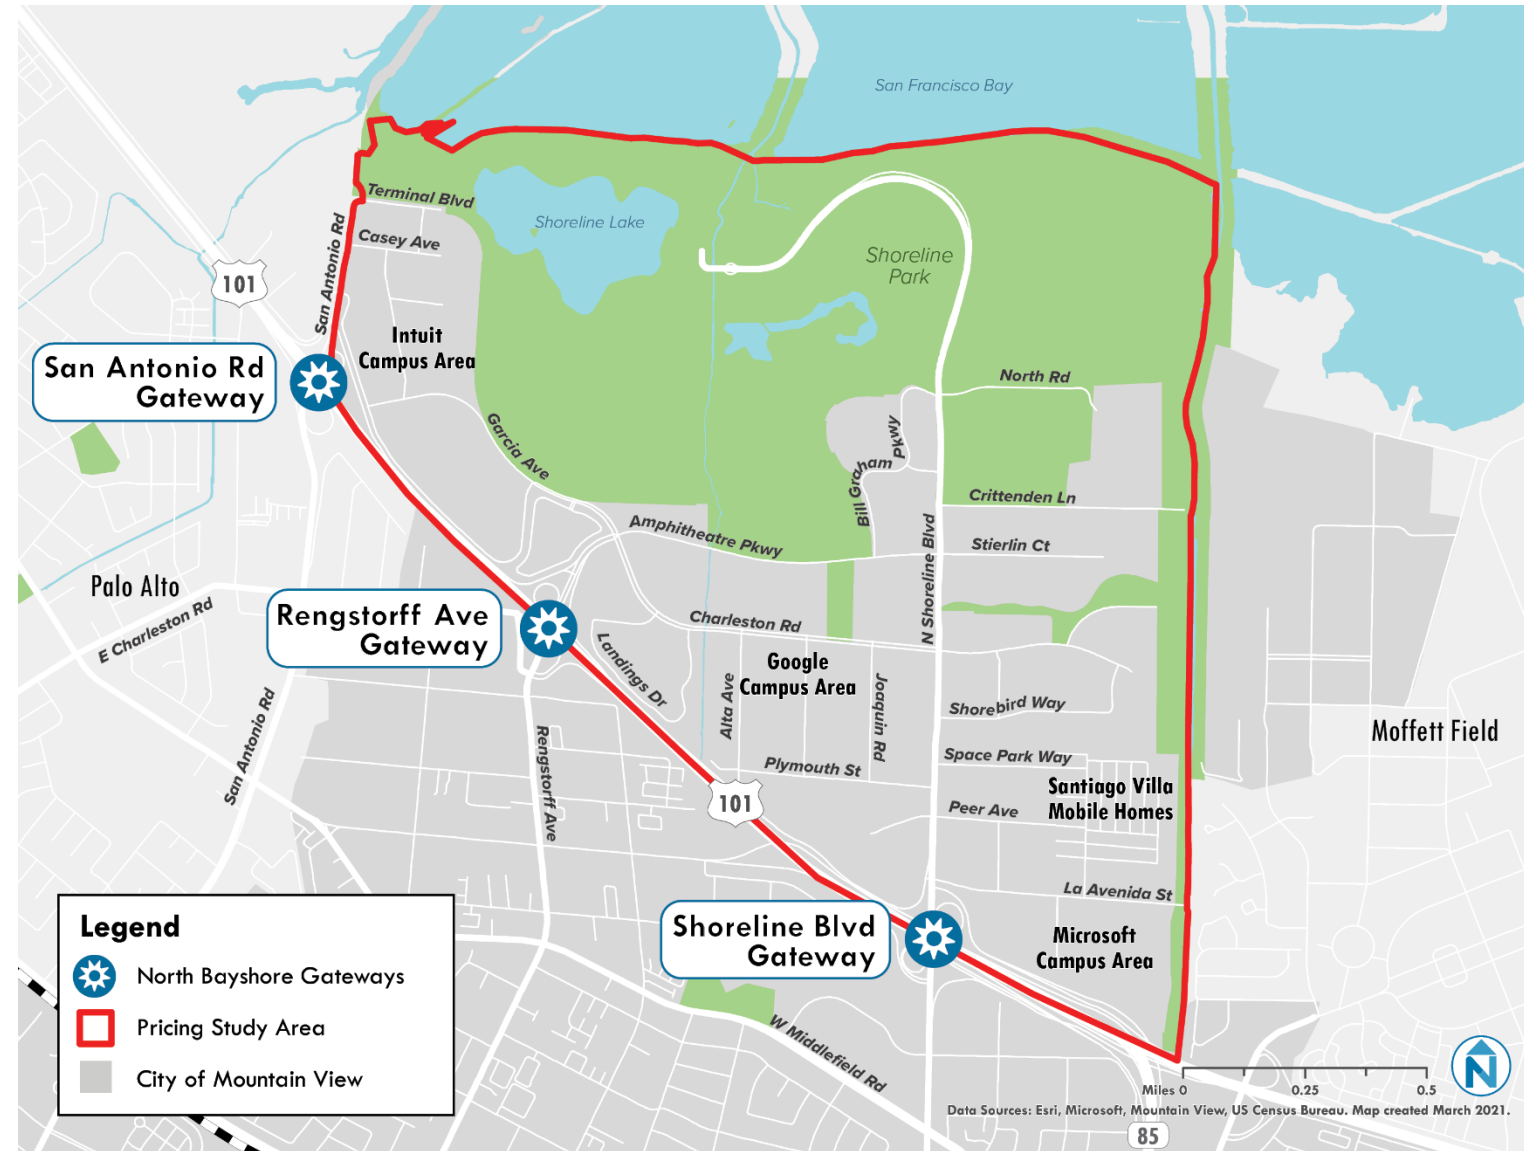 San Francisco Bay
Terminal Blvd
Shoreline Lake
San Antonio Rd
Casey Ave
Shoreline
Park
101
Intuit
Campus Area
San Antonio Rd
Gateway
North Rd
Garcia Ave
Bill Graham Pkwy
Crittenden Ln
Amphitheatre Pkwy
N Shoreline Blvd
Stierlin Ct
Palo Alto
E Charleston Rd
Rengstorff Ave
Gateway
Charleston Rd
Landings Dr
Google
Campus Area
Alta Ave
Joaquin Rd
Shorebird Way
San Antonio Rd
Rengstorff Ave
Moffett Field
Plymouth St
Space Park Way
101
Santiago Villa
Mobile Homes
Peer Ave
La Avenida St
Shoreline Blvd
Gateway
Microsoft
Campus Area
W Middlefield Rd
Legend
North Bayshore Gateways
Pricing Study Area
City of Mountain View
N
Miles 0 0.25 0.5
Data Sources: Esri, Microsoft, Mountain View, US Census Bureau. Map created March 2021.
85